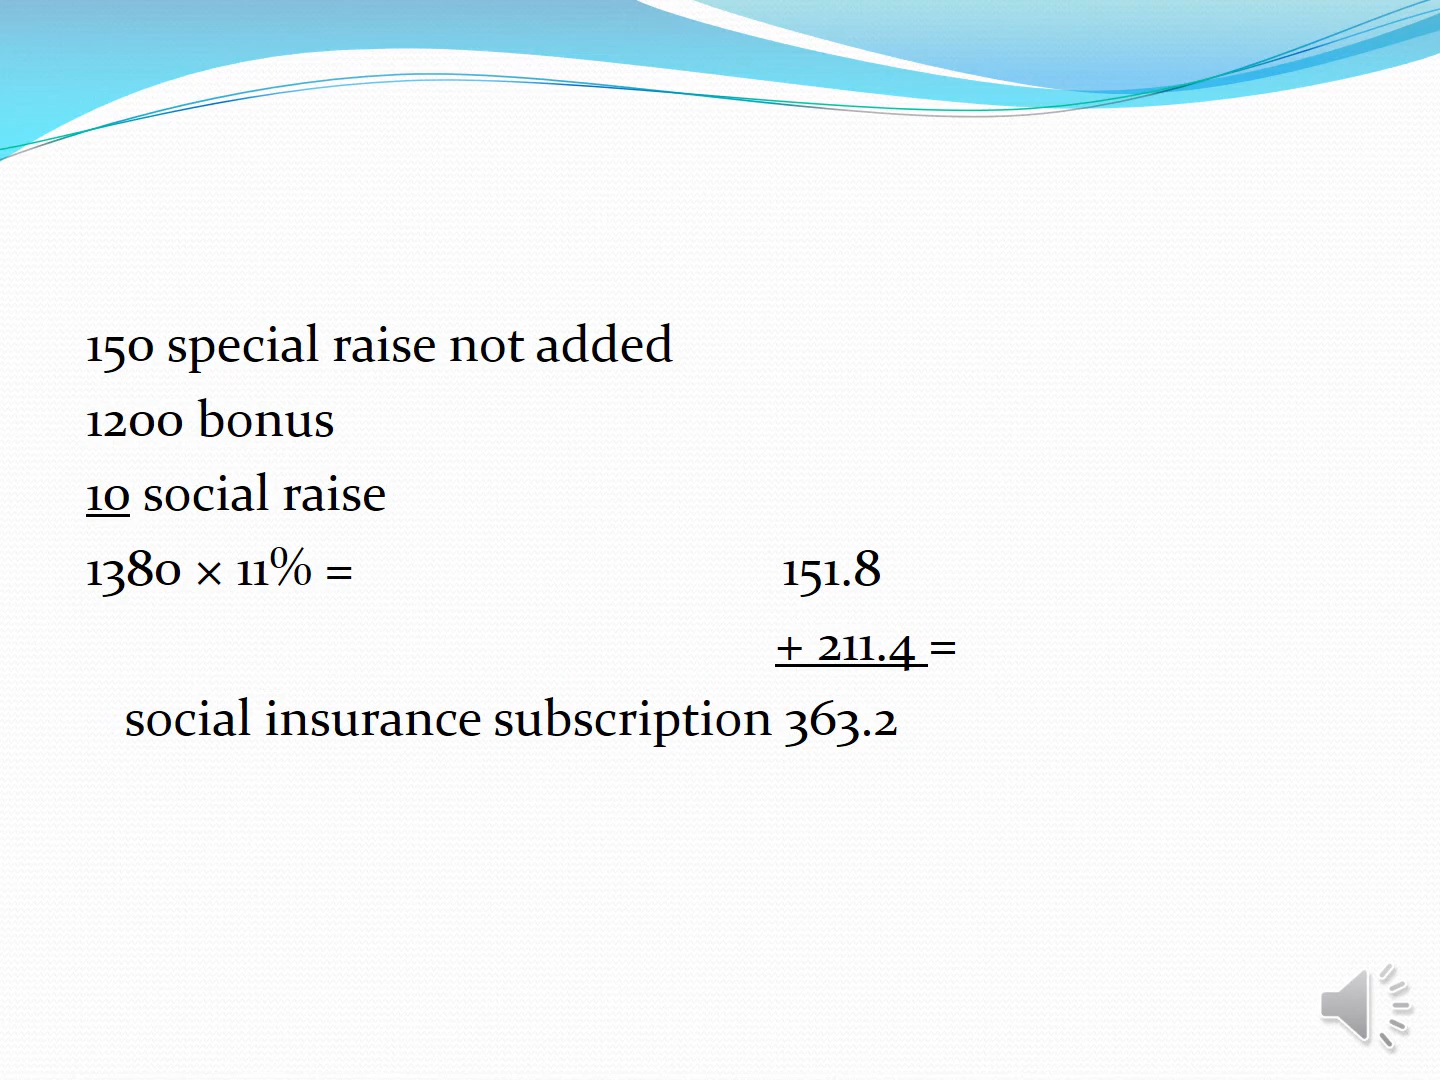 150 special raise not added
1200 bonus
10 social raise
1380 × 11% = 151.8
+ 211.4 =
social insurance subscription 363.2